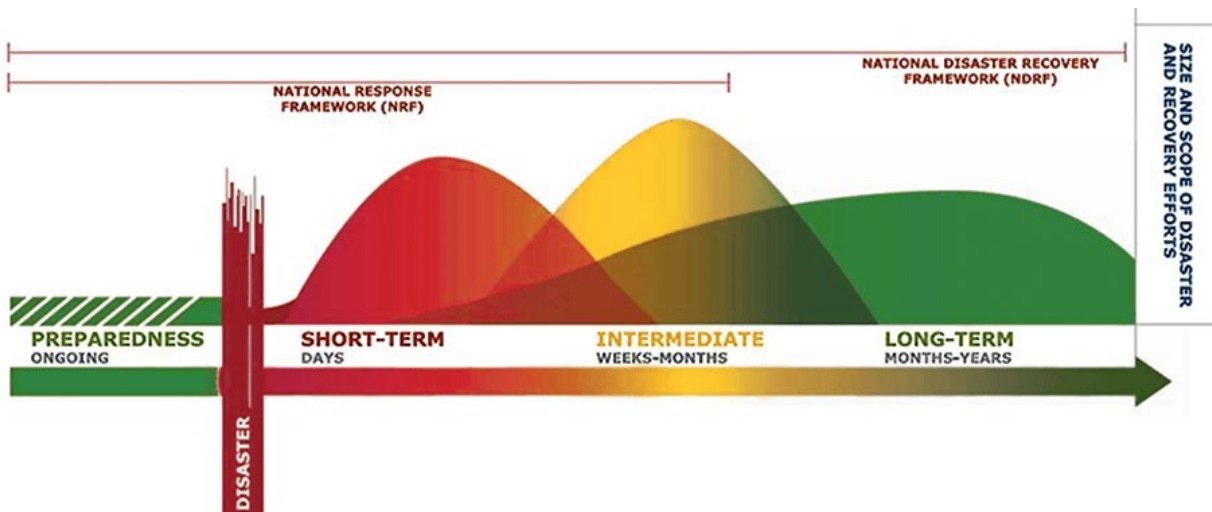 NATIONAL DISASTER RECOVERY
FRAMEWORK (NDRF)
NATIONAL RESPONSE
FRAMEWORK (NRF)
SIZE AND SCOPE OF DISASTER
AND RECOVERY EFFORTS
PREPAREDNESS
ONGOING
SHORT-TERM
DAYS
INTERMEDIATE
WEEKS-MONTHS
LONG-TERM
MONTHS-YEARS
DISASTER